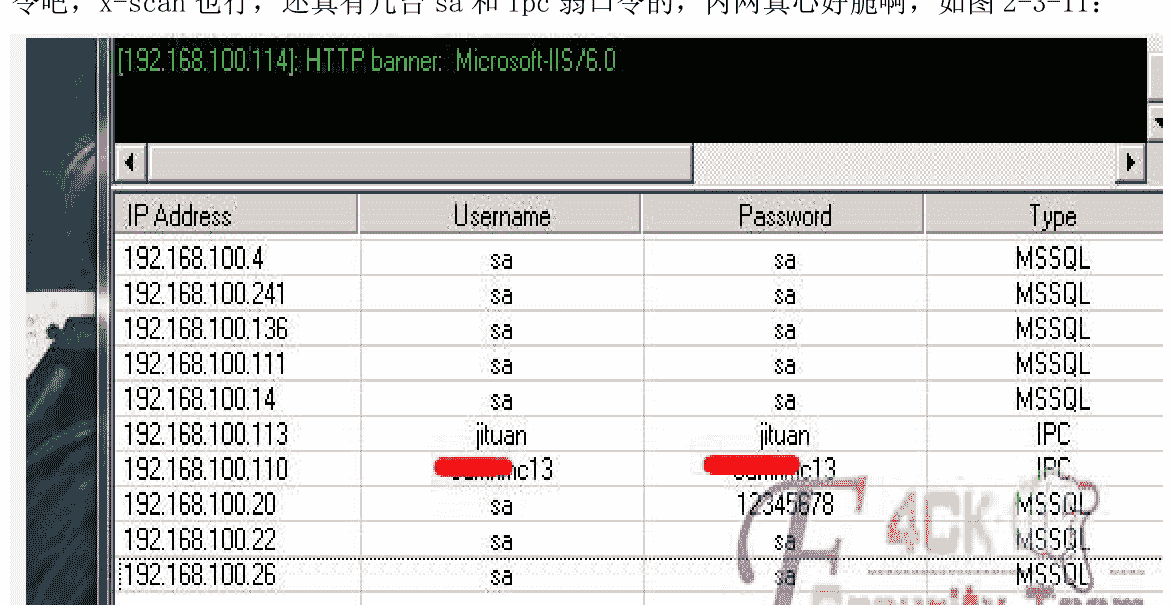 令吧，x-scan 也行，还真有几台 sa 和 ipc 弱口令的，内网真心好脆啊，如图 2-3-11：
[192.168.100.114]: HTTP banner: Microsoft-IIS/6.0
IP Address Username Password Type
192.168.100.4 sa sa MSSQL
192.168.100.241 sa sa MSSQL
192.168.100.136 sa sa MSSQL
192.168.100.111 sa sa MSSQL
192.168.100.14 sa sa MSSQL
192.168.100.113 jituan jituan IPC
192.168.100.110 c13 c13 IPC
192.168.100.20 sa 12345678 MSSQL
192.168.100.22 sa sa MSSQL
192.168.100.26 sa sa MSSQL
F4CK
Security Team